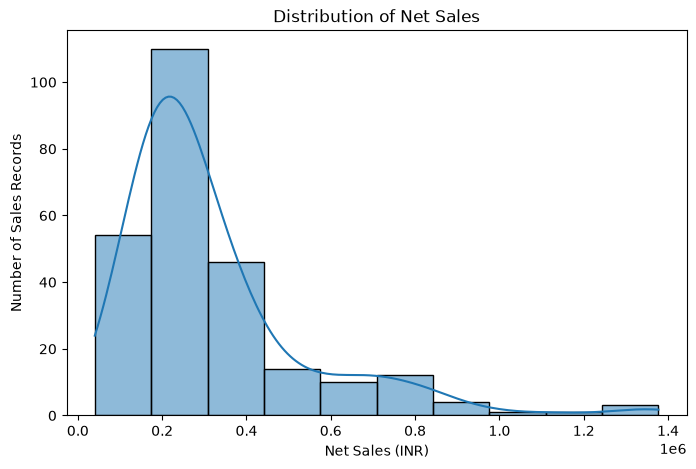 Distribution of Net Sales
Number of Sales Records
100
80
60
40
20
0
0.0 0.2 0.4 0.6 0.8 1.0 1.2 1.4
1e6
Net Sales (INR)